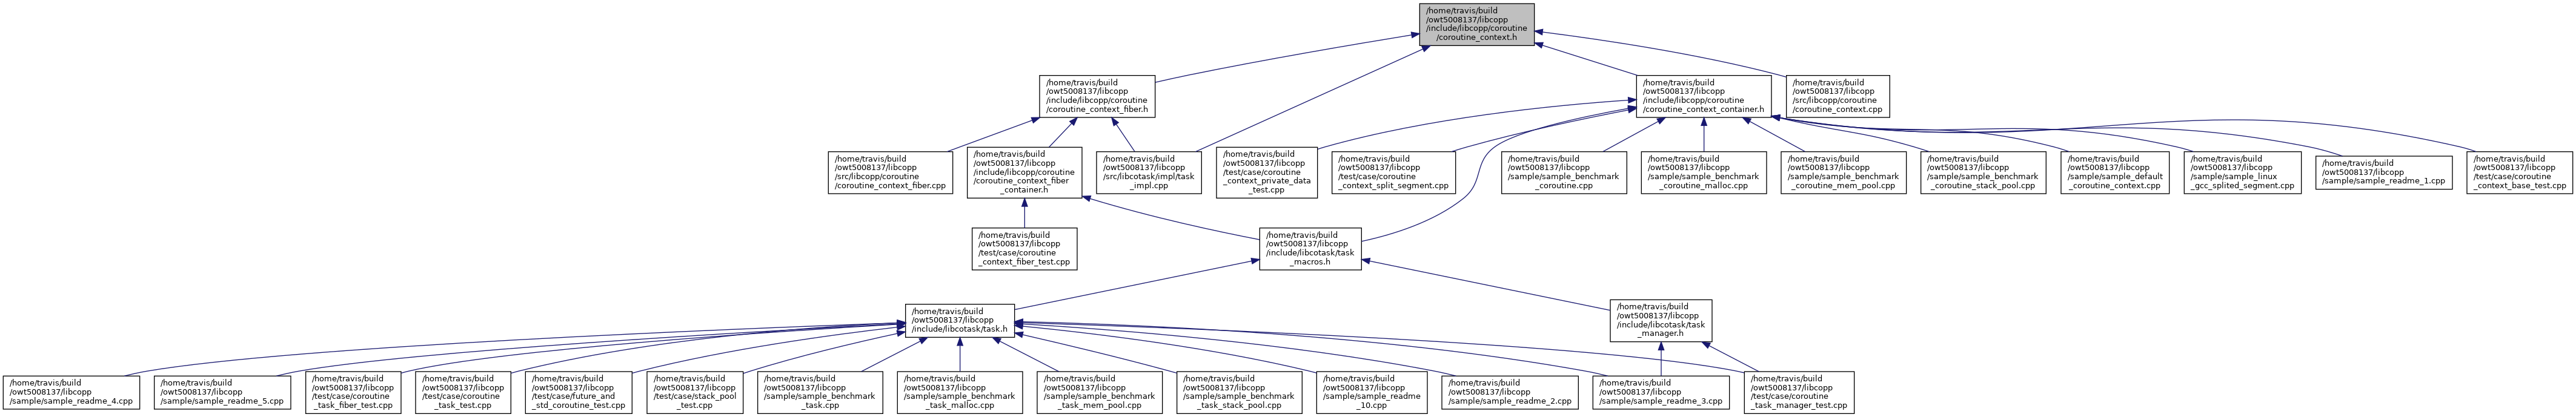 /home/travis/build
/owt5008137/libcopp
/include/libcopp/coroutine
/coroutine_context.h
/home/travis/build
/owt5008137/libcopp
/include/libcopp/coroutine
/coroutine_context_fiber.h
/home/travis/build
/owt5008137/libcopp
/include/libcopp/coroutine
/coroutine_context_container.h
/home/travis/build
/owt5008137/libcopp
/src/libcopp/coroutine
/coroutine_context.cpp
/home/travis/build
/owt5008137/libcopp
/src/libcopp/coroutine
/coroutine_context_fiber.cpp
/home/travis/build
/owt5008137/libcopp
/include/libcopp/coroutine
/coroutine_context_fiber
_container.h
/home/travis/build
/owt5008137/libcopp
/src/libcotask/impl/task
_impl.cpp
/home/travis/build
/owt5008137/libcopp
/test/case/coroutine
_context_private_data
_test.cpp
/home/travis/build
/owt5008137/libcopp
/test/case/coroutine
_context_split_segment.cpp
/home/travis/build
/owt5008137/libcopp
/sample/sample_benchmark
_coroutine.cpp
/home/travis/build
/owt5008137/libcopp
/sample/sample_benchmark
_coroutine_malloc.cpp
/home/travis/build
/owt5008137/libcopp
/sample/sample_benchmark
_coroutine_mem_pool.cpp
/home/travis/build
/owt5008137/libcopp
/sample/sample_benchmark
_coroutine_stack_pool.cpp
/home/travis/build
/owt5008137/libcopp
/sample/sample_default
_coroutine_context.cpp
/home/travis/build
/owt5008137/libcopp
/sample/sample_linux
_gcc_splited_segment.cpp
/home/travis/build
/owt5008137/libcopp
/sample/sample_readme_1.cpp
/home/travis/build
/owt5008137/libcopp
/test/case/coroutine
_context_base_test.cpp
/home/travis/build
/owt5008137/libcopp
/test/case/coroutine
_context_fiber_test.cpp
/home/travis/build
/owt5008137/libcopp
/include/libcotask/task
_macros.h
/home/travis/build
/owt5008137/libcopp
/include/libcotask/task.h
/home/travis/build
/owt5008137/libcopp
/include/libcotask/task
_manager.h
/home/travis/build
/owt5008137/libcopp
/sample/sample_readme_4.cpp
/home/travis/build
/owt5008137/libcopp
/sample/sample_readme_5.cpp
/home/travis/build
/owt5008137/libcopp
/test/case/coroutine
_task_fiber_test.cpp
/home/travis/build
/owt5008137/libcopp
/test/case/coroutine
_task_test.cpp
/home/travis/build
/owt5008137/libcopp
/test/case/future_and
_std_coroutine_test.cpp
/home/travis/build
/owt5008137/libcopp
/test/case/stack_pool
_test.cpp
/home/travis/build
/owt5008137/libcopp
/sample/sample_benchmark
_task.cpp
/home/travis/build
/owt5008137/libcopp
/sample/sample_benchmark
_task_malloc.cpp
/home/travis/build
/owt5008137/libcopp
/sample/sample_benchmark
_task_mem_pool.cpp
/home/travis/build
/owt5008137/libcopp
/sample/sample_benchmark
_task_stack_pool.cpp
/home/travis/build
/owt5008137/libcopp
/sample/sample_readme
_10.cpp
/home/travis/build
/owt5008137/libcopp
/sample/sample_readme_2.cpp
/home/travis/build
/owt5008137/libcopp
/sample/sample_readme_3.cpp
/home/travis/build
/owt5008137/libcopp
/test/case/coroutine
_task_manager_test.cpp